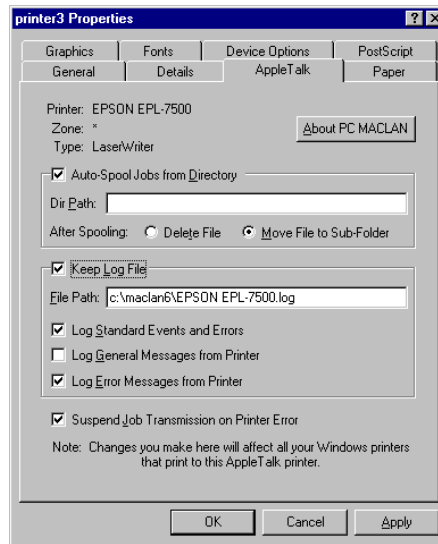 printer3 Properties
Graphics Fonts Device Options PostScript
General Details AppleTalk Paper
Printer: EPSON EPL-7500
Zone: *
Type: LaserWriter
About PC MACLAN
Auto-Spool Jobs from Directory
Dir Path:
After Spooling: Delete File Move File to Sub-Folder
Keep Log File
File Path: c:\maclan6\EPSON EPL-7500.log
Log Standard Events and Errors
Log General Messages from Printer
Log Error Messages from Printer
Suspend Job Transmission on Printer Error
Note: Changes you make here will affect all your Windows printers
that print to this AppleTalk printer.
OK Cancel Apply